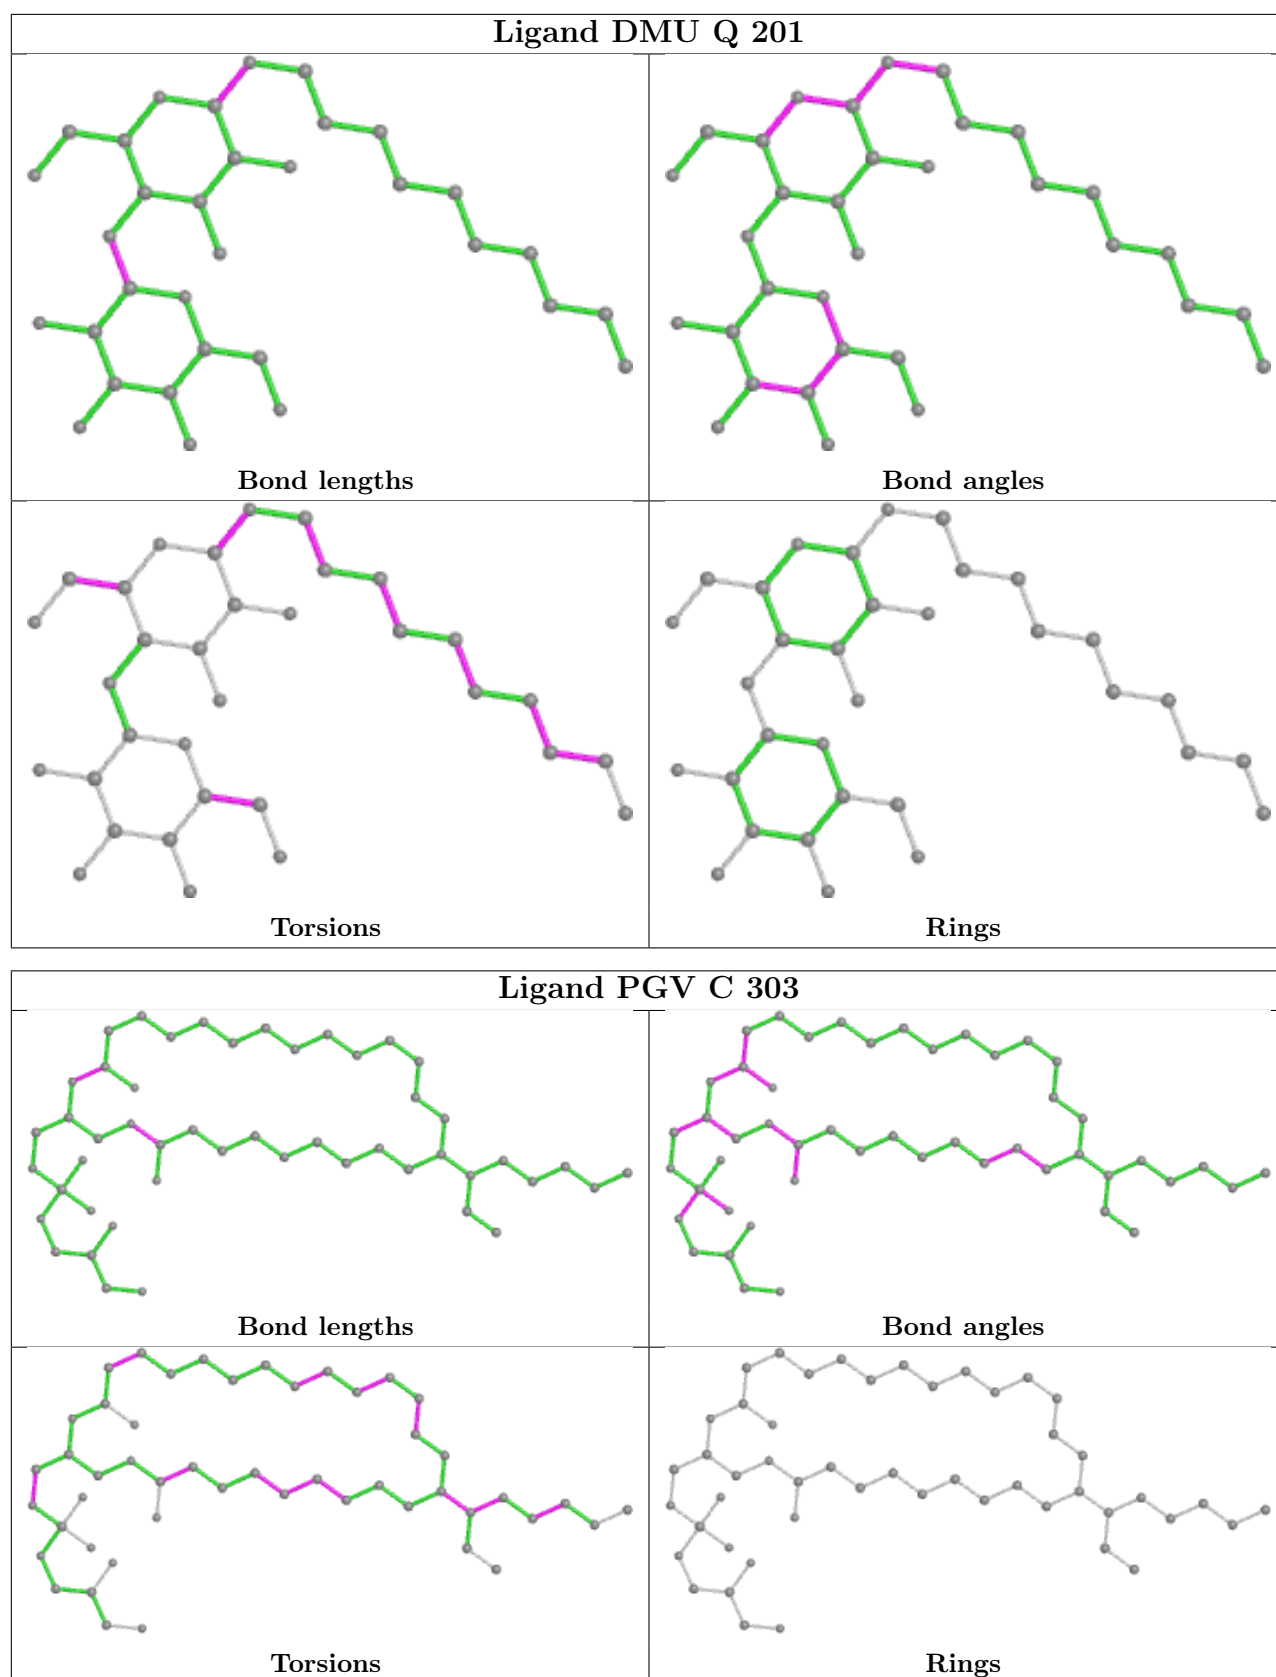 Ligand DMU Q 201
Bond lengths
Bond angles
Torsions
Rings
Ligand PGV C 303
Bond lengths
Bond angles
Torsions
Rings